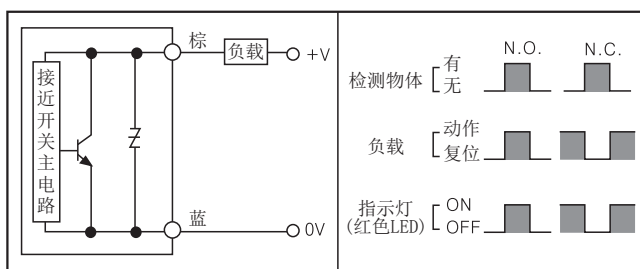 接近开关主电路
棕
负载
+V
蓝
0V
N.O. N.C.
检测物体 有
无
负载 动作
复位
指示灯 ON
(红色LED) OFF